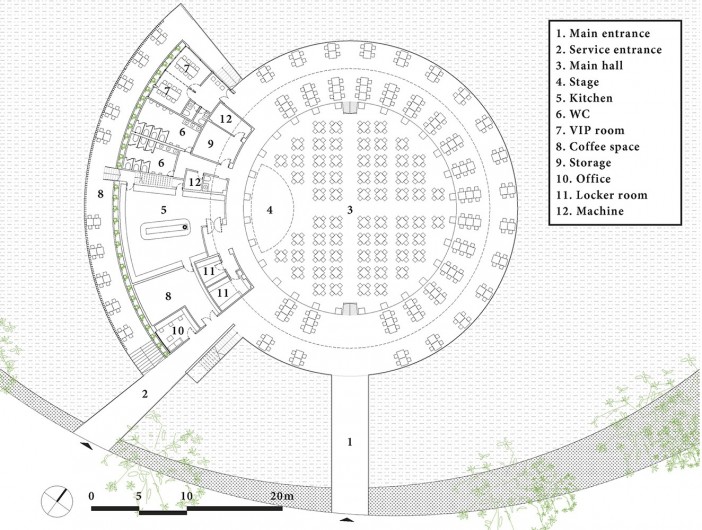 1. Main entrance
2. Service entrance
3. Main hall
4. Stage
5. Kitchen
6. WC
7. VIP room
8. Coffee space
9. Storage
10. Office
11. Locker room
12. Machine
7
7
12
6
9
6
12
8
5
4
3
11
11
8
10
2
1
0 5 10 20m